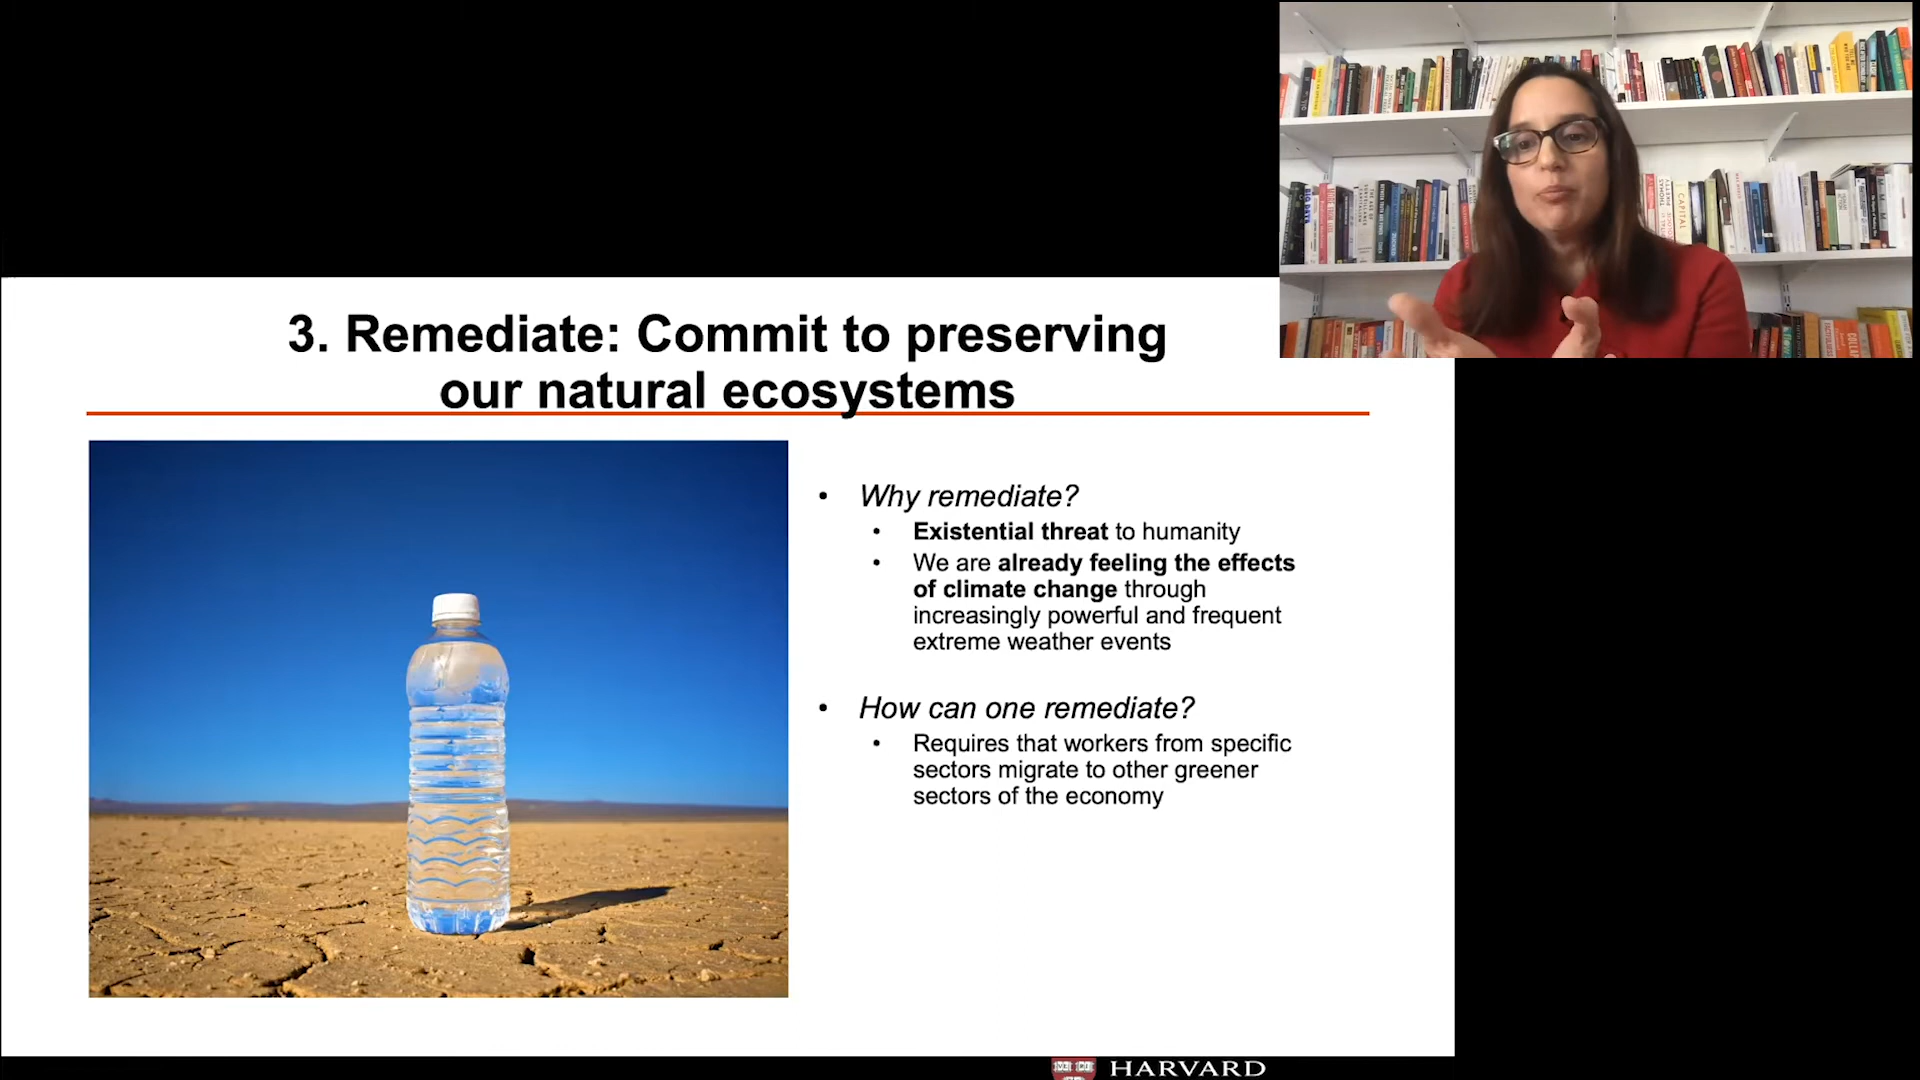 3. Remediate: Commit to preserving
our natural ecosystems
• Why remediate?
• Existential threat to humanity
• We are already feeling the effects
of climate change through
increasingly powerful and frequent
extreme weather events
• How can one remediate?
• Requires that workers from specific
sectors migrate to other greener
sectors of the economy
HARVARD
CAPITAL